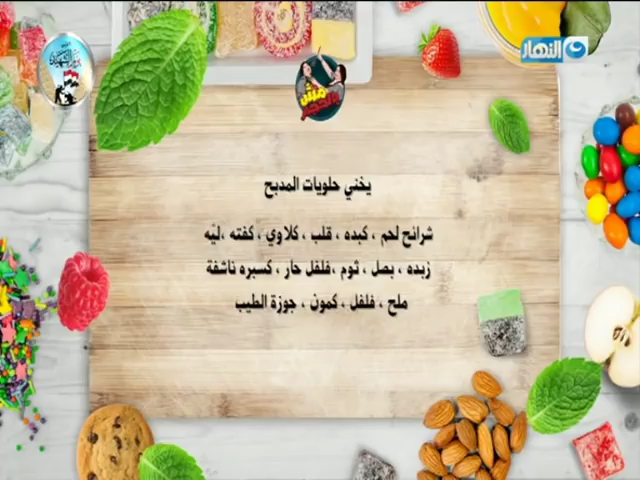 النهار
يخني حلويات المدبح
شرائح لحم ، كبده ، قلب ، كلاوي ، كفته ،ليّه
زبده ، بصل ، ثوم ،فلفل حار ، كسبره ناشفة
ملح ، فلفل ، كمون ، جوزة الطيب